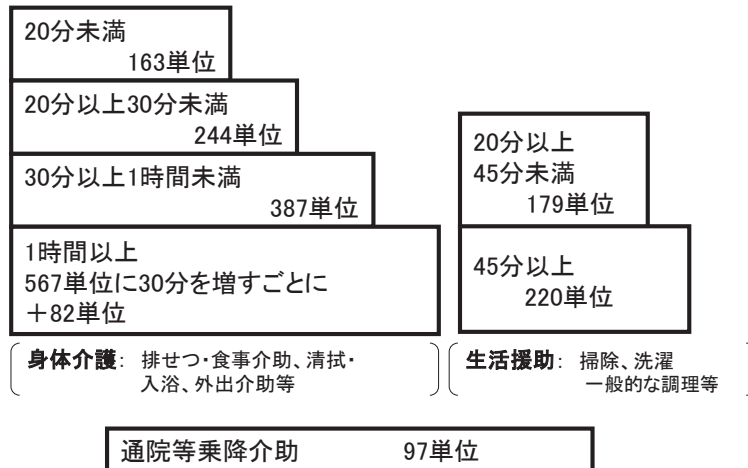 20分未満
163単位
20分以上30分未満
244単位
30分以上1時間未満
387単位
1時間以上
567単位に30分を増すごとに
＋82単位
身体介護： 排せつ・食事介助、清拭・
入浴、外出介助等
20分以上
45分未満
179単位
45分以上
220単位
生活援助： 掃除、洗濯
一般的な調理等
通院等乗降介助 97単位